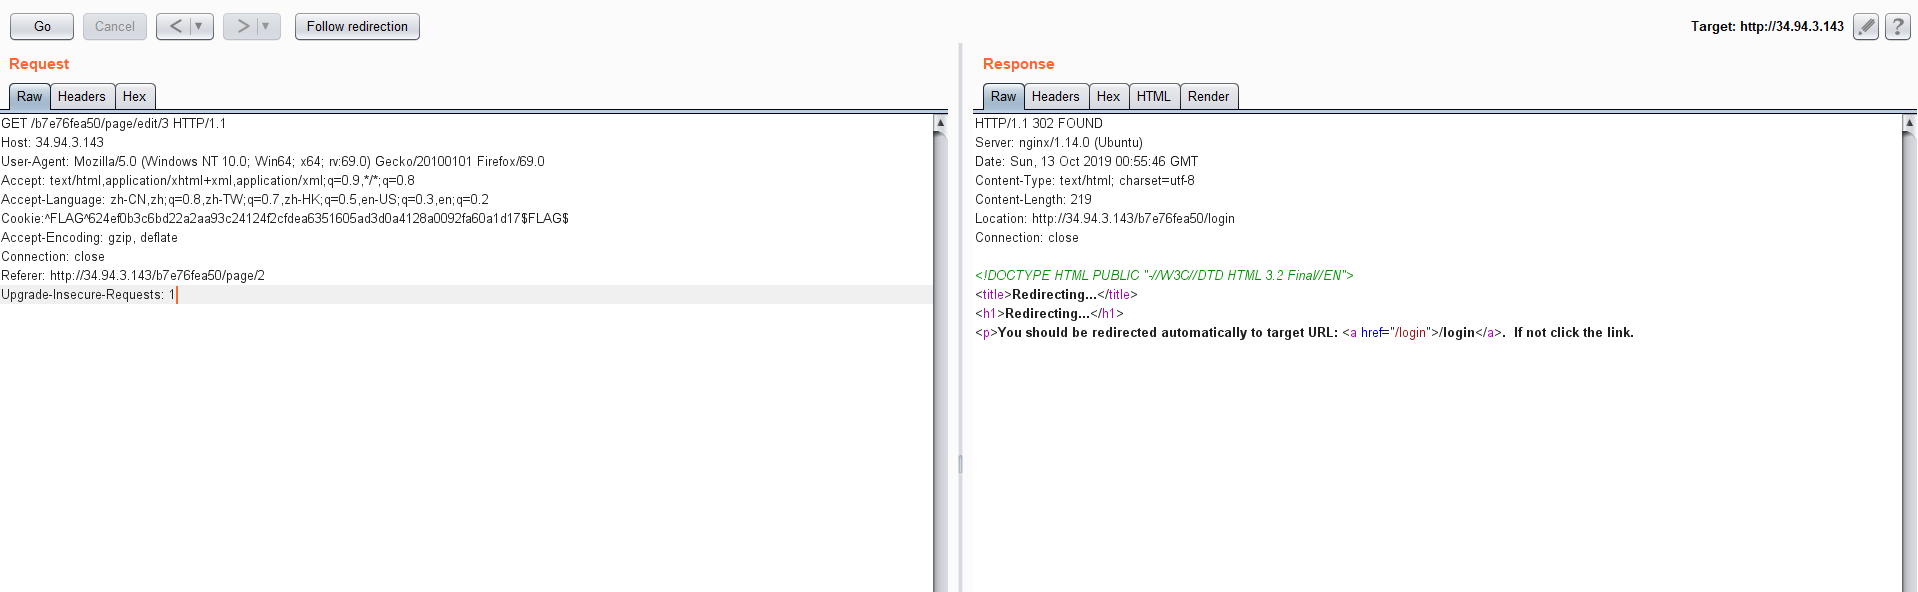 Go Cancel < ▼ > ▼ Follow redirection Target: http://34.94.3.143 ?
Request
Raw Headers Hex
GET /b7e76fea50/page/edit/3 HTTP/1.1
Host: 34.94.3.143
User-Agent: Mozilla/5.0 (Windows NT 10.0; Win64; x64; rv:69.0) Gecko/20100101 Firefox/69.0
Accept: text/html,application/xhtml+xml,application/xml;q=0.9,*/*;q=0.8
Accept-Language: zh-CN,zh;q=0.8,zh-TW;q=0.7,zh-HK;q=0.5,en-US;q=0.3,en;q=0.2
Cookie:^FLAG^624ef0b3c6bd22a2aa93c24124f2cfdea6351605ad3d0a4128a0092fa60a1d17$FLAG$
Accept-Encoding: gzip, deflate
Connection: close
Referer: http://34.94.3.143/b7e76fea50/page/2
Upgrade-Insecure-Requests: 1
Response
Raw Headers Hex HTML Render
HTTP/1.1 302 FOUND
Server: nginx/1.14.0 (Ubuntu)
Date: Sun, 13 Oct 2019 00:55:46 GMT
Content-Type: text/html; charset=utf-8
Content-Length: 219
Location: http://34.94.3.143/b7e76fea50/login
Connection: close
<!DOCTYPE HTML PUBLIC "-//W3C//DTD HTML 3.2 Final//EN">
<title>Redirecting...</title>
<h1>Redirecting...</h1>
<p>You should be redirected automatically to target URL: <a href="/login">/login</a>.  If not click the link.